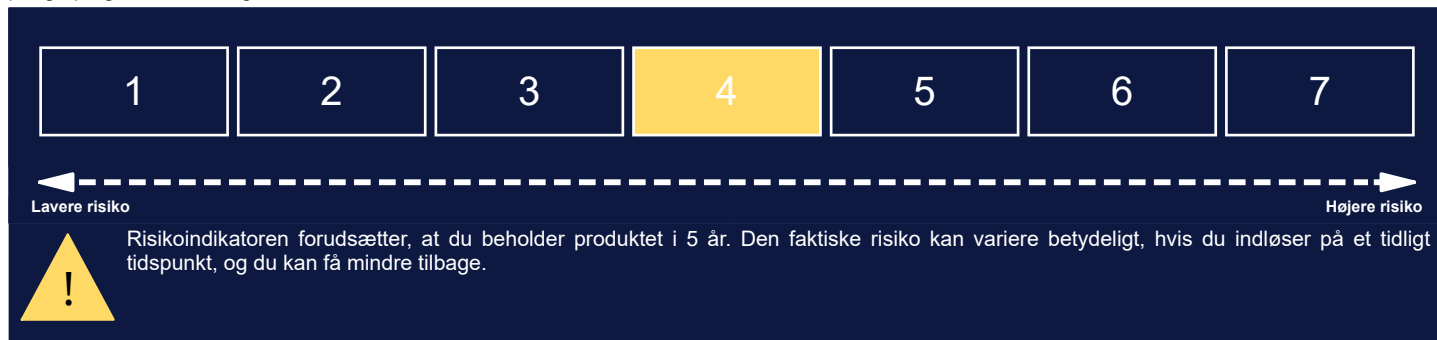 1 2 3 4 5 6 7
Lavere risiko Højere risiko
Risikoindikatoren forudsætter, at du beholder produktet i 5 år. Den faktiske risiko kan variere betydeligt, hvis du indløser på et tidligt
tidspunkt, og du kan få mindre tilbage.
!